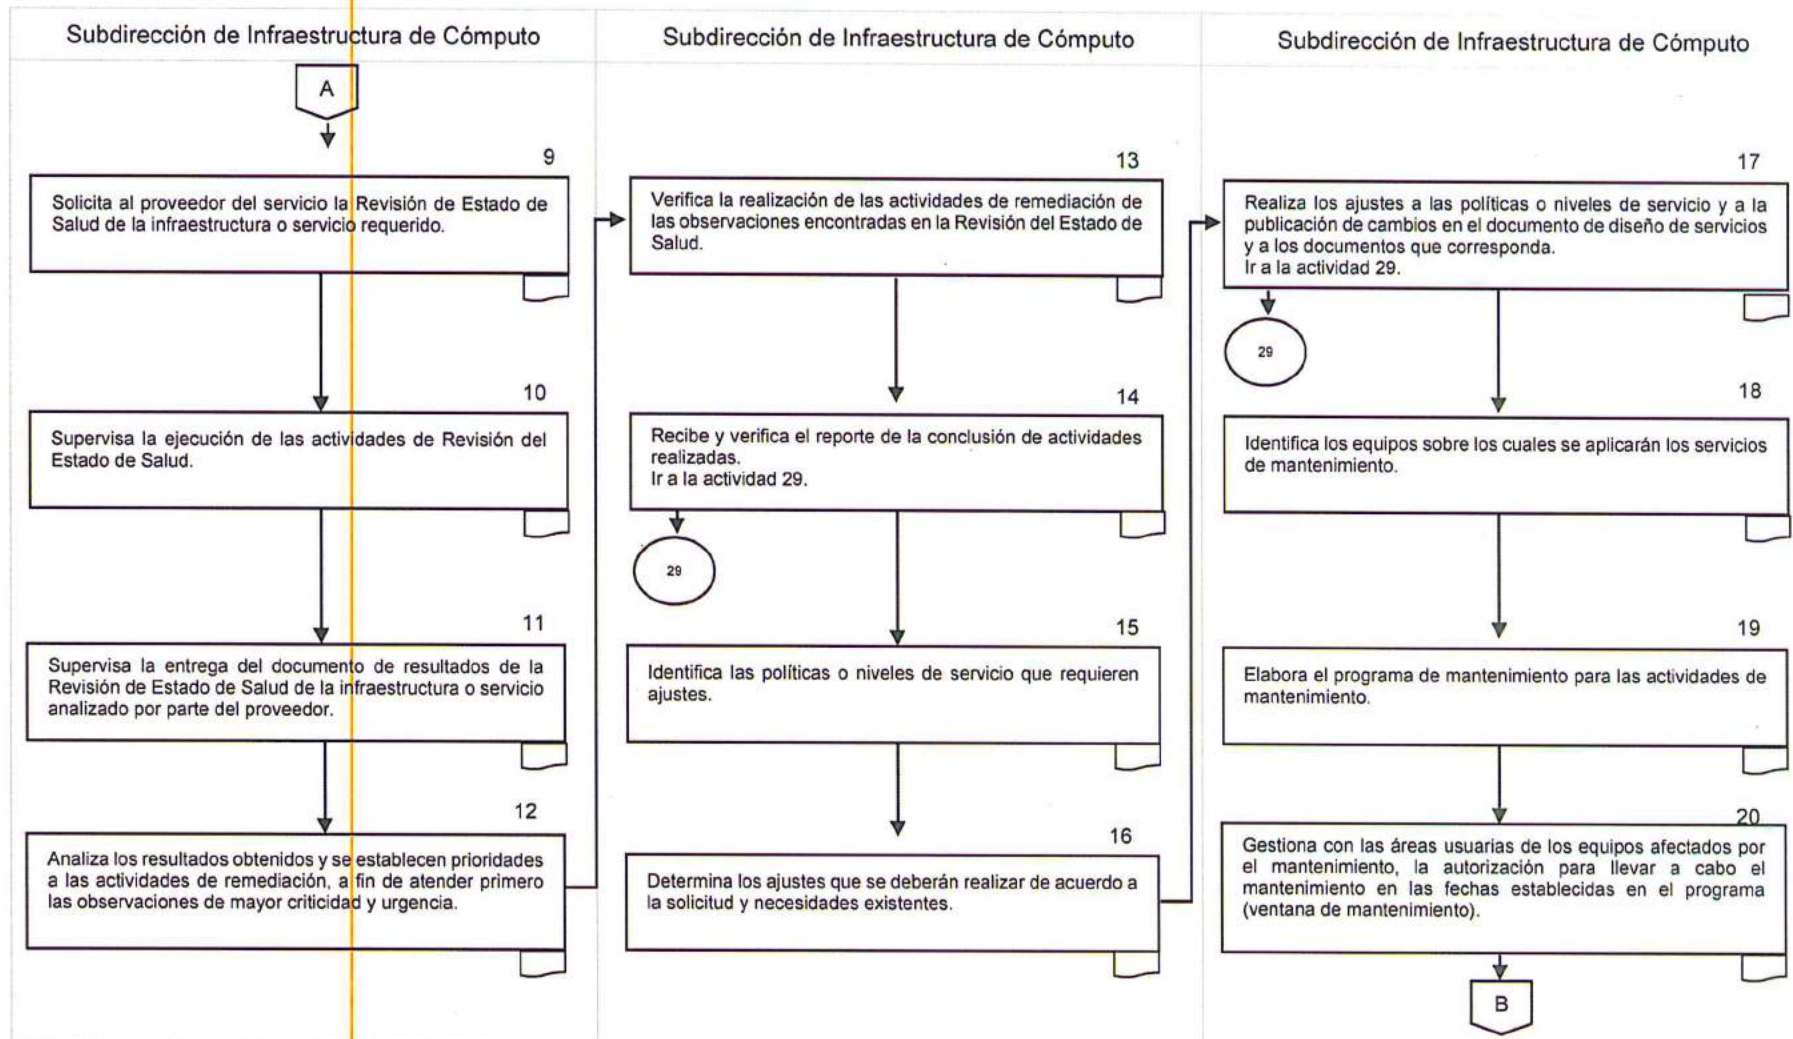 Subdirección de Infraestructura de Cómputo
A
9
Solicita al proveedor del servicio la Revisión de Estado de
Salud de la infraestructura o servicio requerido.
10
Supervisa la ejecución de las actividades de Revisión del
Estado de Salud.
11
Supervisa la entrega del documento de resultados de la
Revisión de Estado de Salud de la infraestructura o servicio
analizado por parte del proveedor.
12
Analiza los resultados obtenidos y se establecen prioridades
a las actividades de remediación, a fin de atender primero
las observaciones de mayor criticidad y urgencia.
Subdirección de Infraestructura de Cómputo
13
Verifica la realización de las actividades de remediación de
las observaciones encontradas en la Revisión del Estado de
Salud.
14
Recibe y verifica el reporte de la conclusión de actividades
realizadas.
Ir a la actividad 29.
29
15
Identifica las políticas o niveles de servicio que requieren
ajustes.
16
Determina los ajustes que se deberán realizar de acuerdo a
la solicitud y necesidades existentes.
Subdirección de Infraestructura de Cómputo
17
Realiza los ajustes a las políticas o niveles de servicio y a la
publicación de cambios en el documento de diseño de servicios
y a los documentos que corresponda.
Ir a la actividad 29.
29
18
Identifica los equipos sobre los cuales se aplicarán los servicios
de mantenimiento.
19
Elabora el programa de mantenimiento para las actividades de
mantenimiento.
20
Gestiona con las áreas usuarias de los equipos afectados por
el mantenimiento, la autorización para llevar a cabo el
mantenimiento en las fechas establecidas en el programa
(ventana de mantenimiento).
B